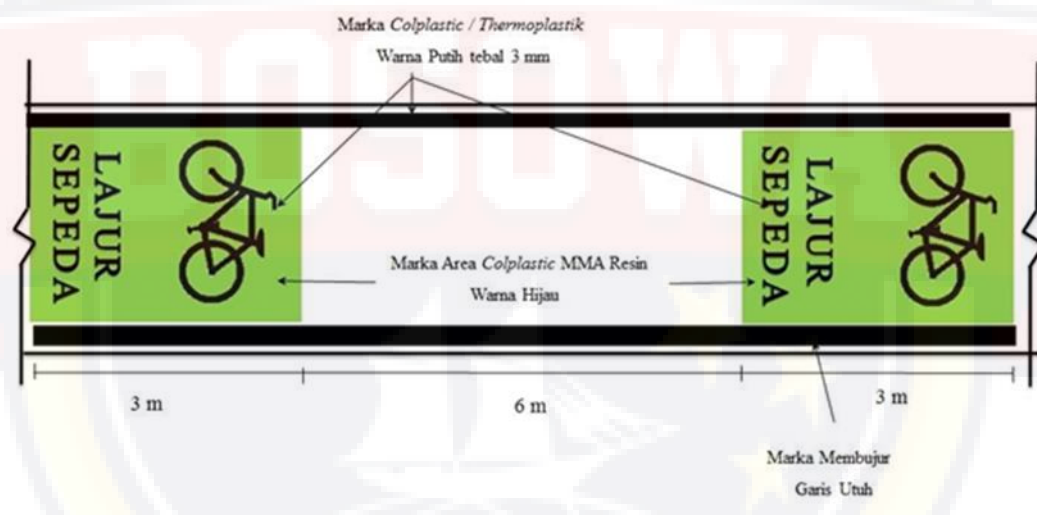 Marka Colplastic / Thermoplastik
Warna Putih tebal 3 mm
LAJUR
SEPEDA
LAJUR
SEPEDA
Marka Area Colplastic MMA Resin
Warna Hijau
3 m
6 m
3 m
Marka Membujur
Garis Utuh
BOSOWA